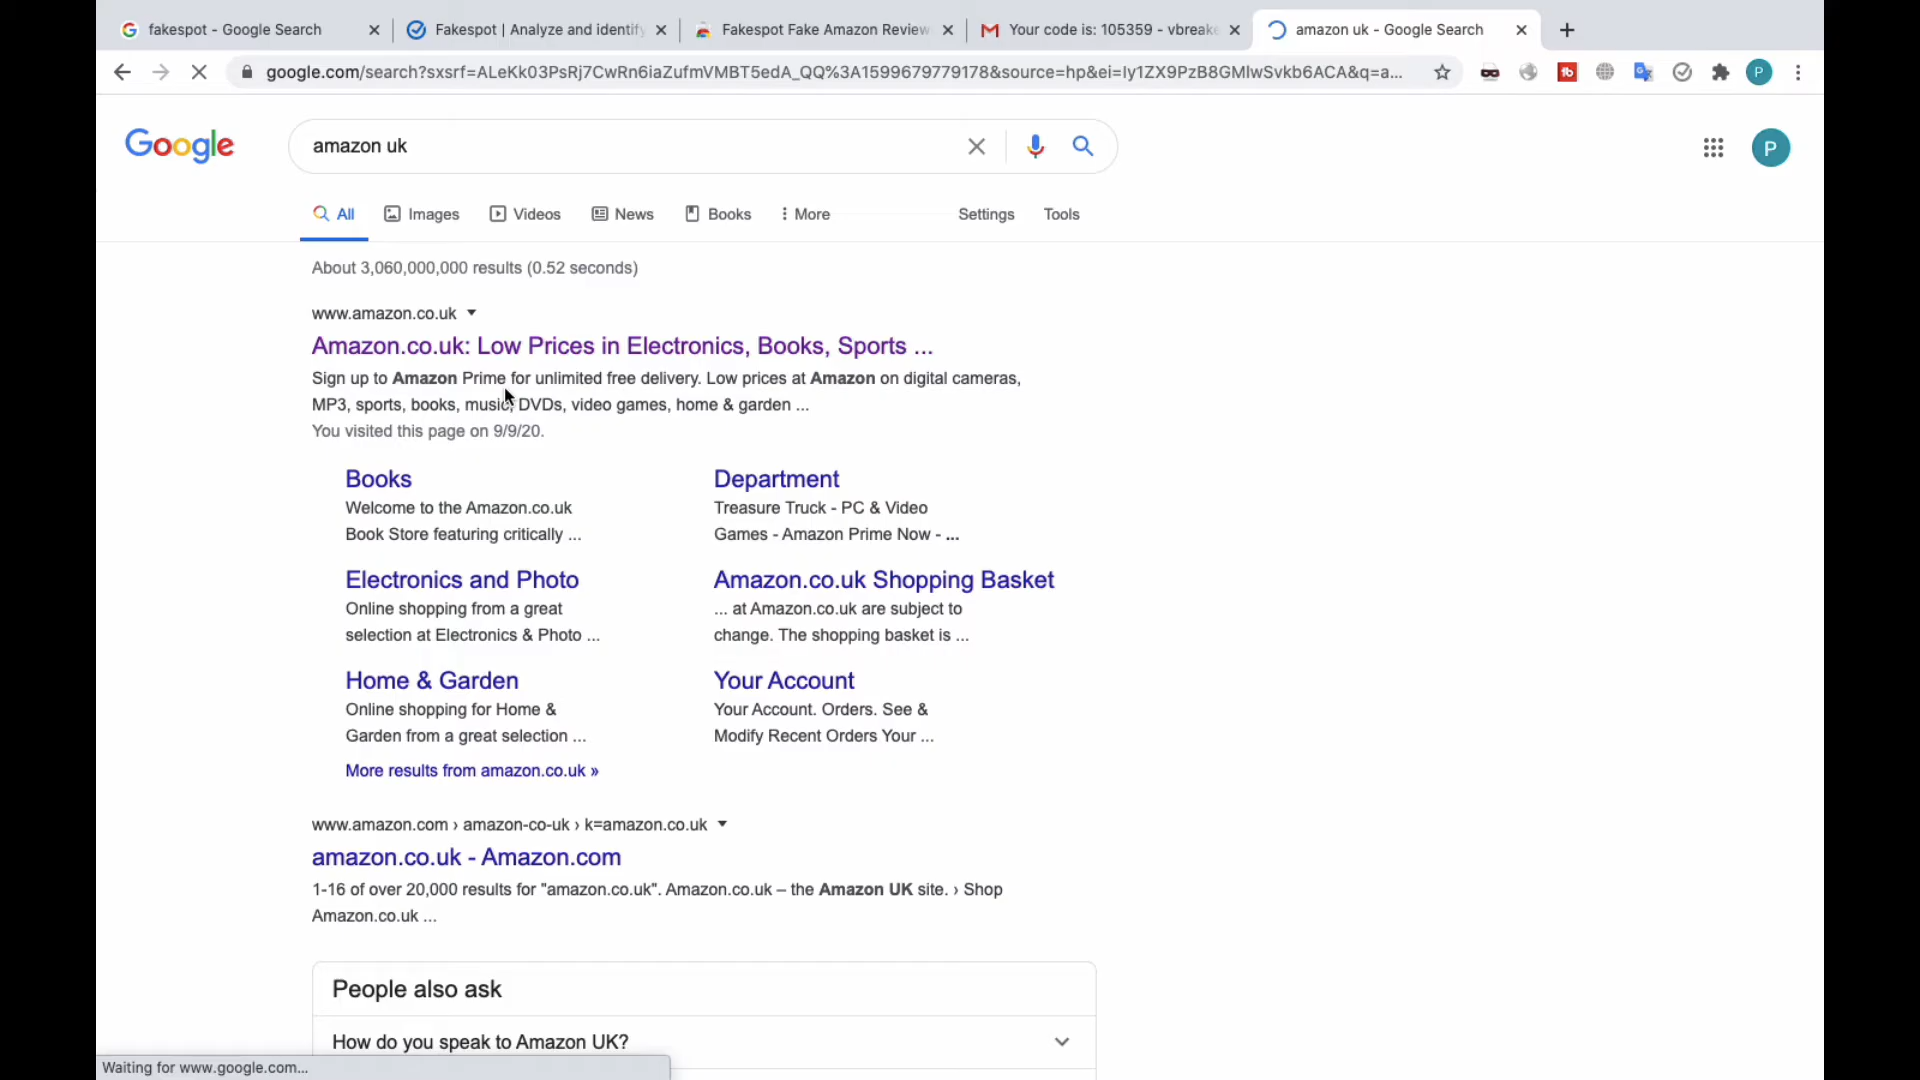 fakespot - Google Search
Fakespot | Analyze and identify
Fakespot Fake Amazon Review
Your code is: 105359 - vbreake
amazon uk - Google Search
google.com/search?sxsrf=ALeKk03PsRj7CwRn6iaZufmVMBT5edA_QQ%3A1599679779178&source=hp&ei=Iy1ZX9PzB8GMlwSvkb6ACA&q=a...
P
Google
amazon uk
P
All Images Videos News Books More Settings Tools
About 3,060,000,000 results (0.52 seconds)
www.amazon.co.uk
Amazon.co.uk: Low Prices in Electronics, Books, Sports ...
Sign up to Amazon Prime for unlimited free delivery. Low prices at Amazon on digital cameras,
MP3, sports, books, music, DVDs, video games, home & garden ...
You visited this page on 9/9/20.
Books
Welcome to the Amazon.co.uk
Book Store featuring critically ...
Department
Treasure Truck - PC & Video
Games - Amazon Prime Now - ...
Electronics and Photo
Online shopping from a great
selection at Electronics & Photo ...
Amazon.co.uk Shopping Basket
... at Amazon.co.uk are subject to
change. The shopping basket is ...
Home & Garden
Online shopping for Home &
Garden from a great selection ...
Your Account
Your Account. Orders. See &
Modify Recent Orders Your ...
More results from amazon.co.uk »
www.amazon.com › amazon-co-uk › k=amazon.co.uk
amazon.co.uk - Amazon.com
1-16 of over 20,000 results for "amazon.co.uk". Amazon.co.uk – the Amazon UK site. › Shop
Amazon.co.uk ...
People also ask
How do you speak to Amazon UK?
Waiting for www.google.com...